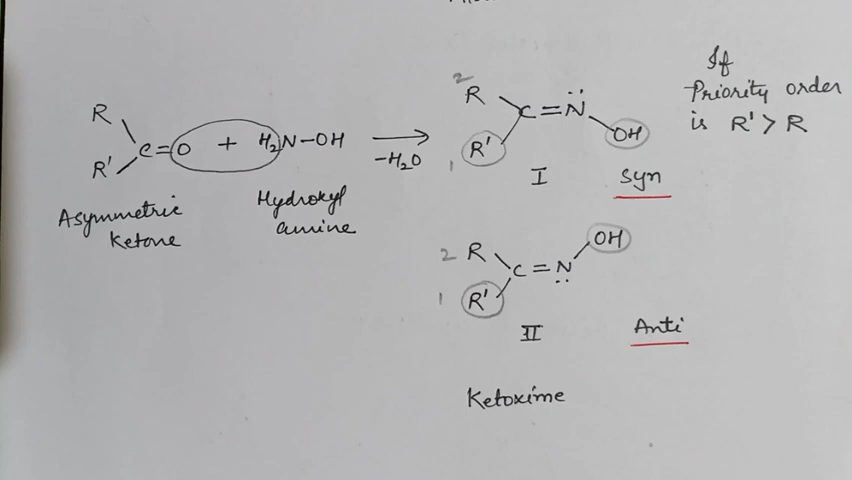 R
R'
C=O + H₂N-OH
-H₂O
Asymmetric
Ketone
Hydroxyl
amine
2
R
C=N̈
OH
R'
1
I
Syn
If
Priority order
is R' > R
2 R
C=N
OH
1 R'
II
Anti
Ketoxime